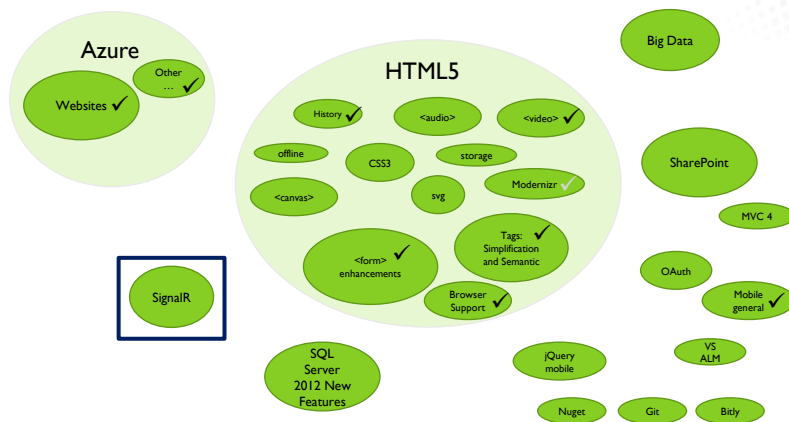 Azure
Websites
Other
…
HTML5
History
<audio>
<video>
offline
CSS3
storage
Modernizr
<canvas>
svg
<form>
enhancements
Tags:
Simplification
and Semantic
Browser
Support
Big Data
SharePoint
MVC 4
OAuth
Mobile
general
SignalR
SQL
Server
2012 New
Features
jQuery
mobile
VS
ALM
Nuget
Git
Bitly